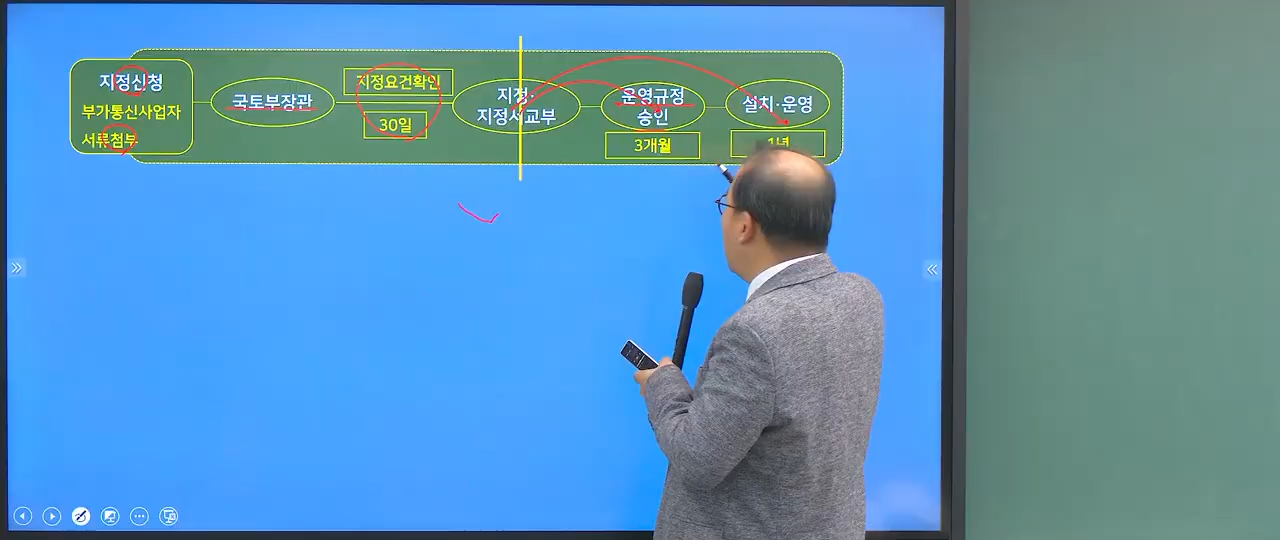 지정신청
부가통신사업자
서류첨부
국토부장관
지정요건확인
30일
지정·
지정서교부
운영규정
승인
3개월
설치·운영
1년